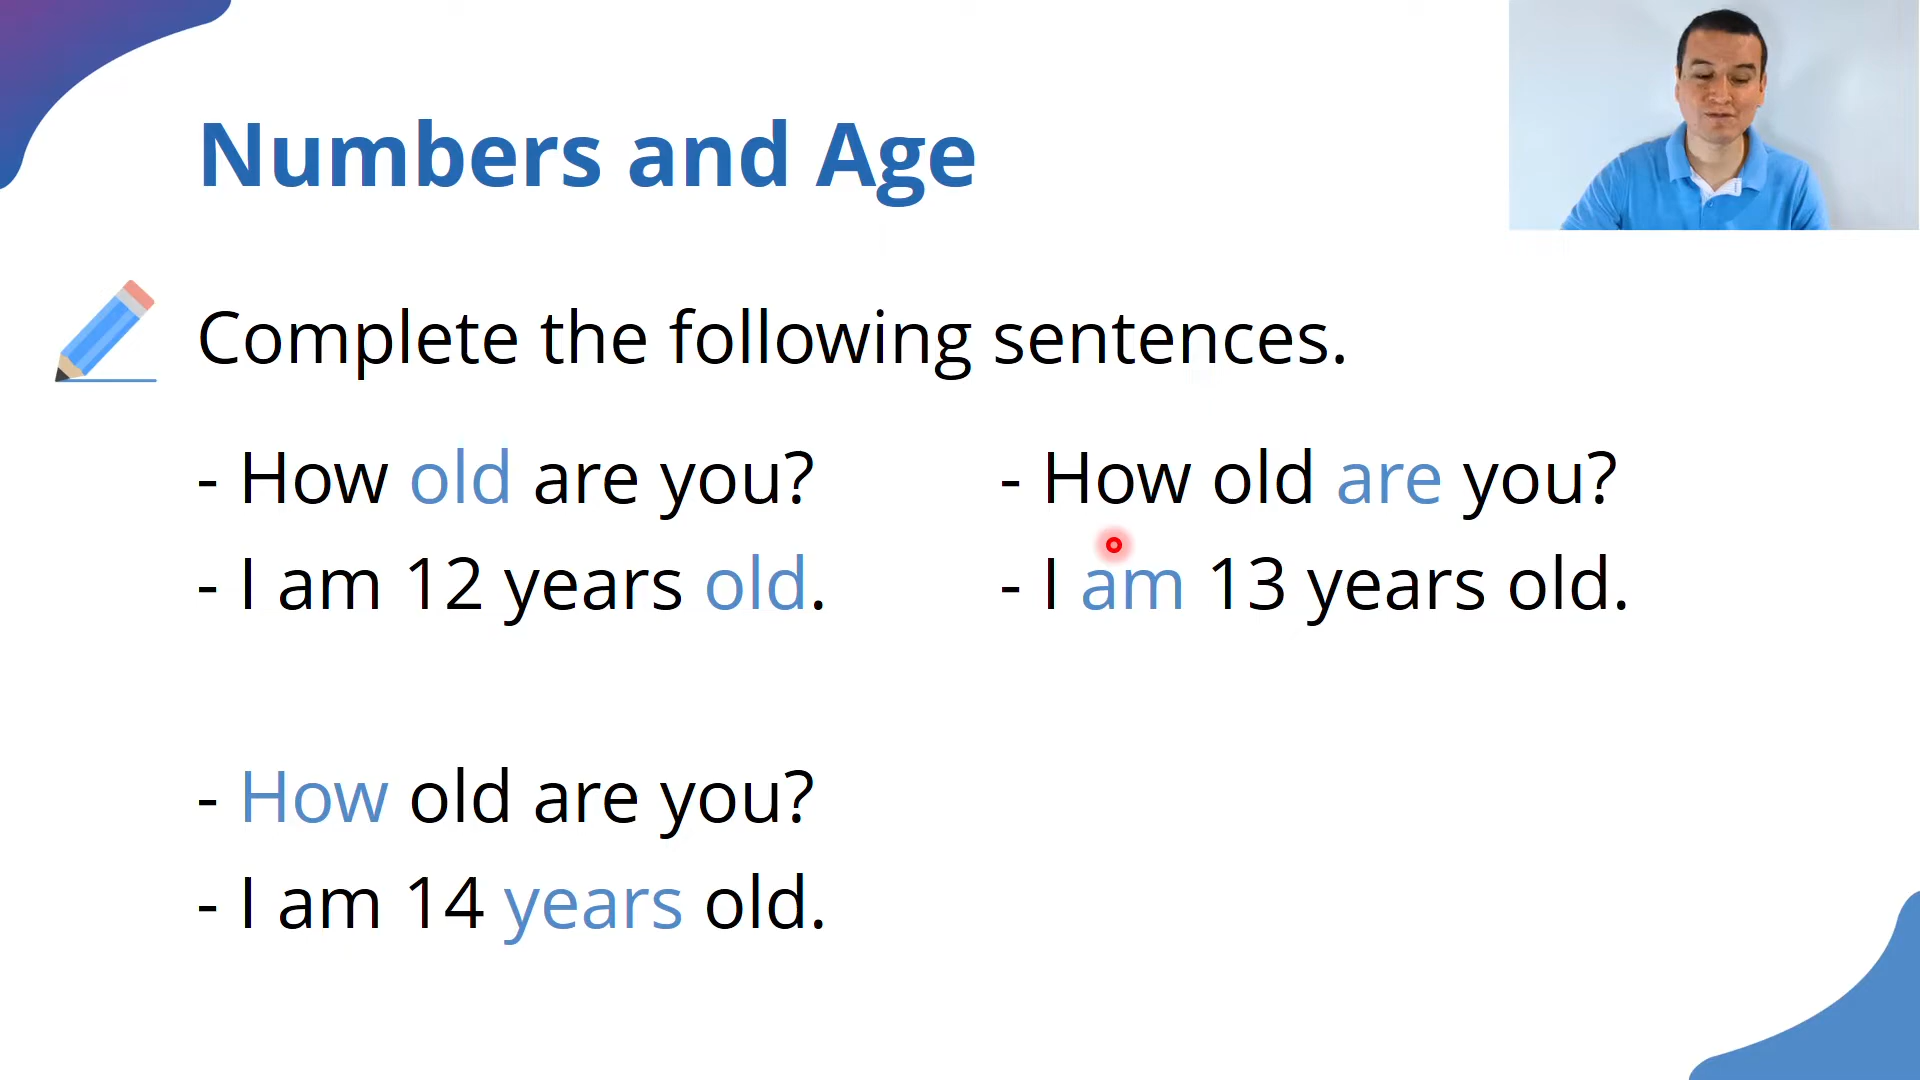 Numbers and Age
Complete the following sentences.
- How old are you?
- I am 12 years old.
- How old are you?
- I am 13 years old.
- How old are you?
- I am 14 years old.